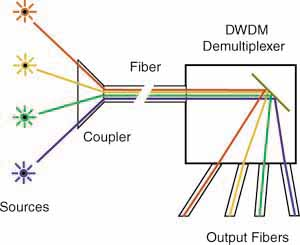 DWDM
Demultiplexer
Fiber
Coupler
Sources
Output Fibers